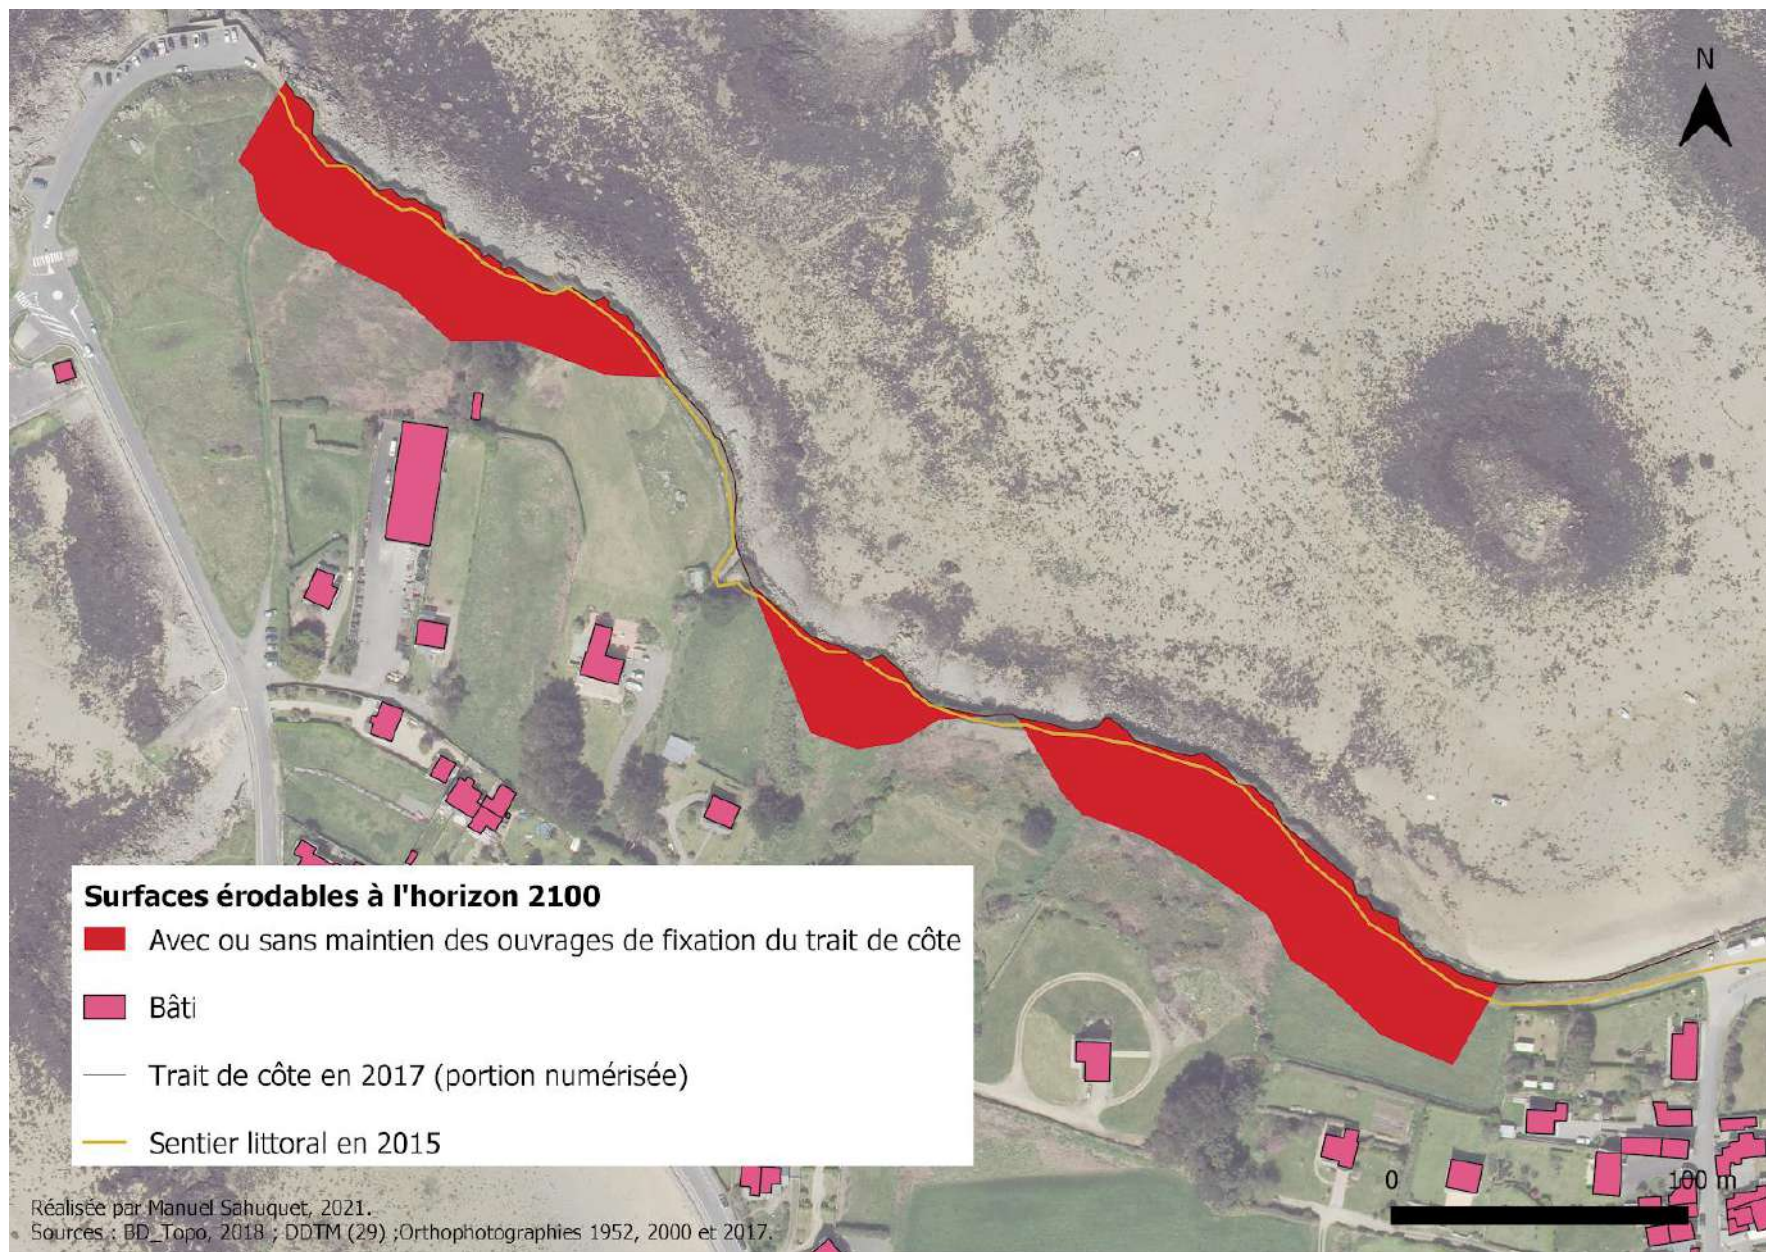 N
Surfaces érodables à l'horizon 2100
Avec ou sans maintien des ouvrages de fixation du trait de côte
Bâti
Trait de côte en 2017 (portion numérisée)
Sentier littoral en 2015
0 100 m
Réalisée par Manuel Sahuquet, 2021.
Sources : BD_Topo, 2018 ; DDTM (29) ;Orthophotographies 1952, 2000 et 2017.